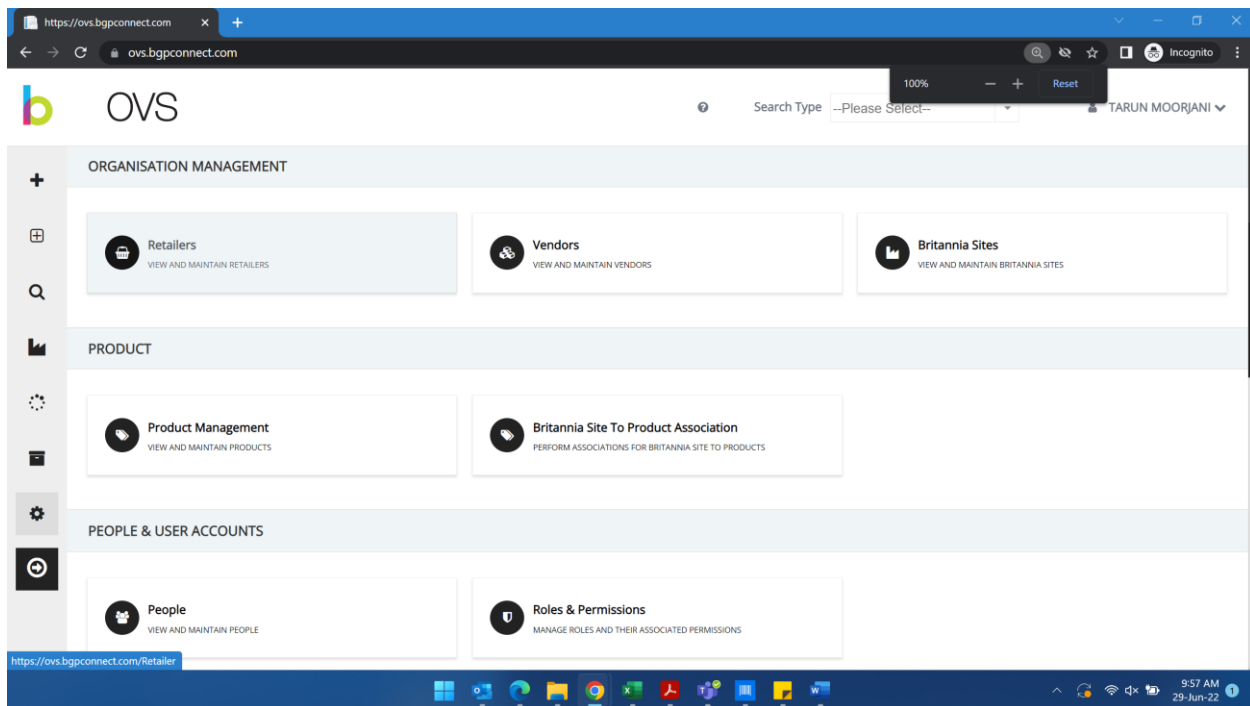 https://ovs.bgpconnect.com
ovs.bgpconnect.com
Incognito
100%
Reset
b
OVS
Search Type
--Please Select--
TARUN MOORJANI
ORGANISATION MANAGEMENT
Retailers
VIEW AND MAINTAIN RETAILERS
Vendors
VIEW AND MAINTAIN VENDORS
Britannia Sites
VIEW AND MAINTAIN BRITANNIA SITES
PRODUCT
Product Management
VIEW AND MAINTAIN PRODUCTS
Britannia Site To Product Association
PERFORM ASSOCIATIONS FOR BRITANNIA SITE TO PRODUCTS
PEOPLE & USER ACCOUNTS
People
VIEW AND MAINTAIN PEOPLE
Roles & Permissions
MANAGE ROLES AND THEIR ASSOCIATED PERMISSIONS
https://ovs.bgpconnect.com/Retailer
9:57 AM
29-Jun-22
1